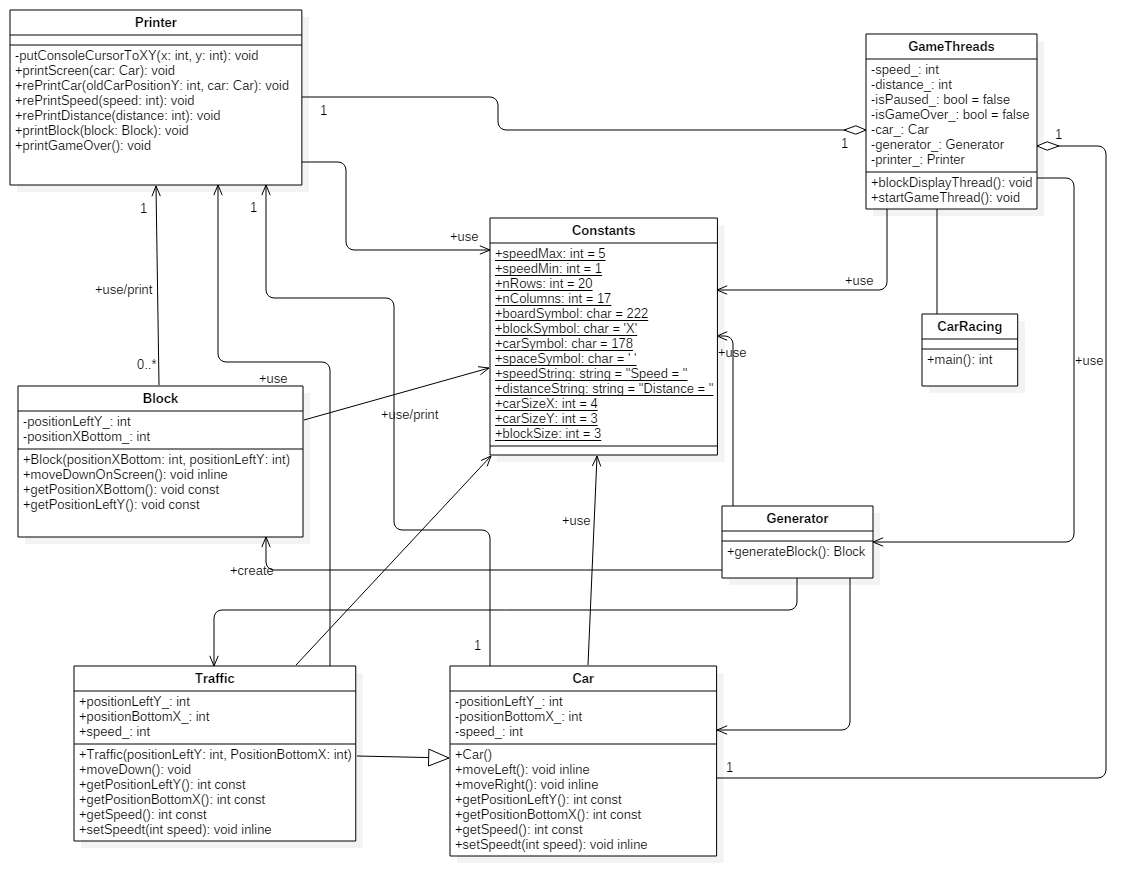 Printer
-putConsoleCursorToXY(x: int, y: int): void
+printScreen(car: Car): void
+rePrintCar(oldCarPositionY: int, car: Car): void
+rePrintSpeed(speed: int): void
+rePrintDistance(distance: int): void
+printBlock(block: Block): void
+printGameOver(): void
GameThreads
-speed_: int
-distance_: int
-isPaused_: bool = false
-isGameOver_: bool = false
-car_: Car
-generator_: Generator
-printer_: Printer
+blockDisplayThread(): void
+startGameThread(): void
1
1
1
1
1
+use
Constants
+speedMax: int = 5
+speedMin: int = 1
+nRows: int = 20
+nColumns: int = 17
+boardSymbol: char = 222
+blockSymbol: char = 'X'
+carSymbol: char = 178
+spaceSymbol: char = ' '
+speedString: string = "Speed = "
+distanceString: string = "Distance = "
+carSizeX: int = 4
+carSizeY: int = 3
+blockSize: int = 3
+use
+use/print
CarRacing
+main(): int
+use
+use
0..*
+use
+use/print
Block
-positionLeftY_: int
-positionXBottom_: int
+Block(positionXBottom: int, positionLeftY: int)
+moveDownOnScreen(): void inline
+getPositionXBottom(): void const
+getPositionLeftY(): void const
+use
Generator
+generateBlock(): Block
+create
1
Traffic
+positionLeftY_: int
+positionBottomX_: int
+speed_: int
+Traffic(positionLeftY: int, PositionBottomX: int)
+moveDown(): void
+getPositionLeftY(): int const
+getPositionBottomX(): int const
+getSpeed(): int const
+setSpeedt(int speed): void inline
Car
-positionLeftY_: int
-positionBottomX_: int
-speed_: int
+Car()
+moveLeft(): void inline
+moveRight(): void inline
+getPositionLeftY(): int const
+getPositionBottomX(): int const
+getSpeed(): int const
+setSpeedt(int speed): void inline
1